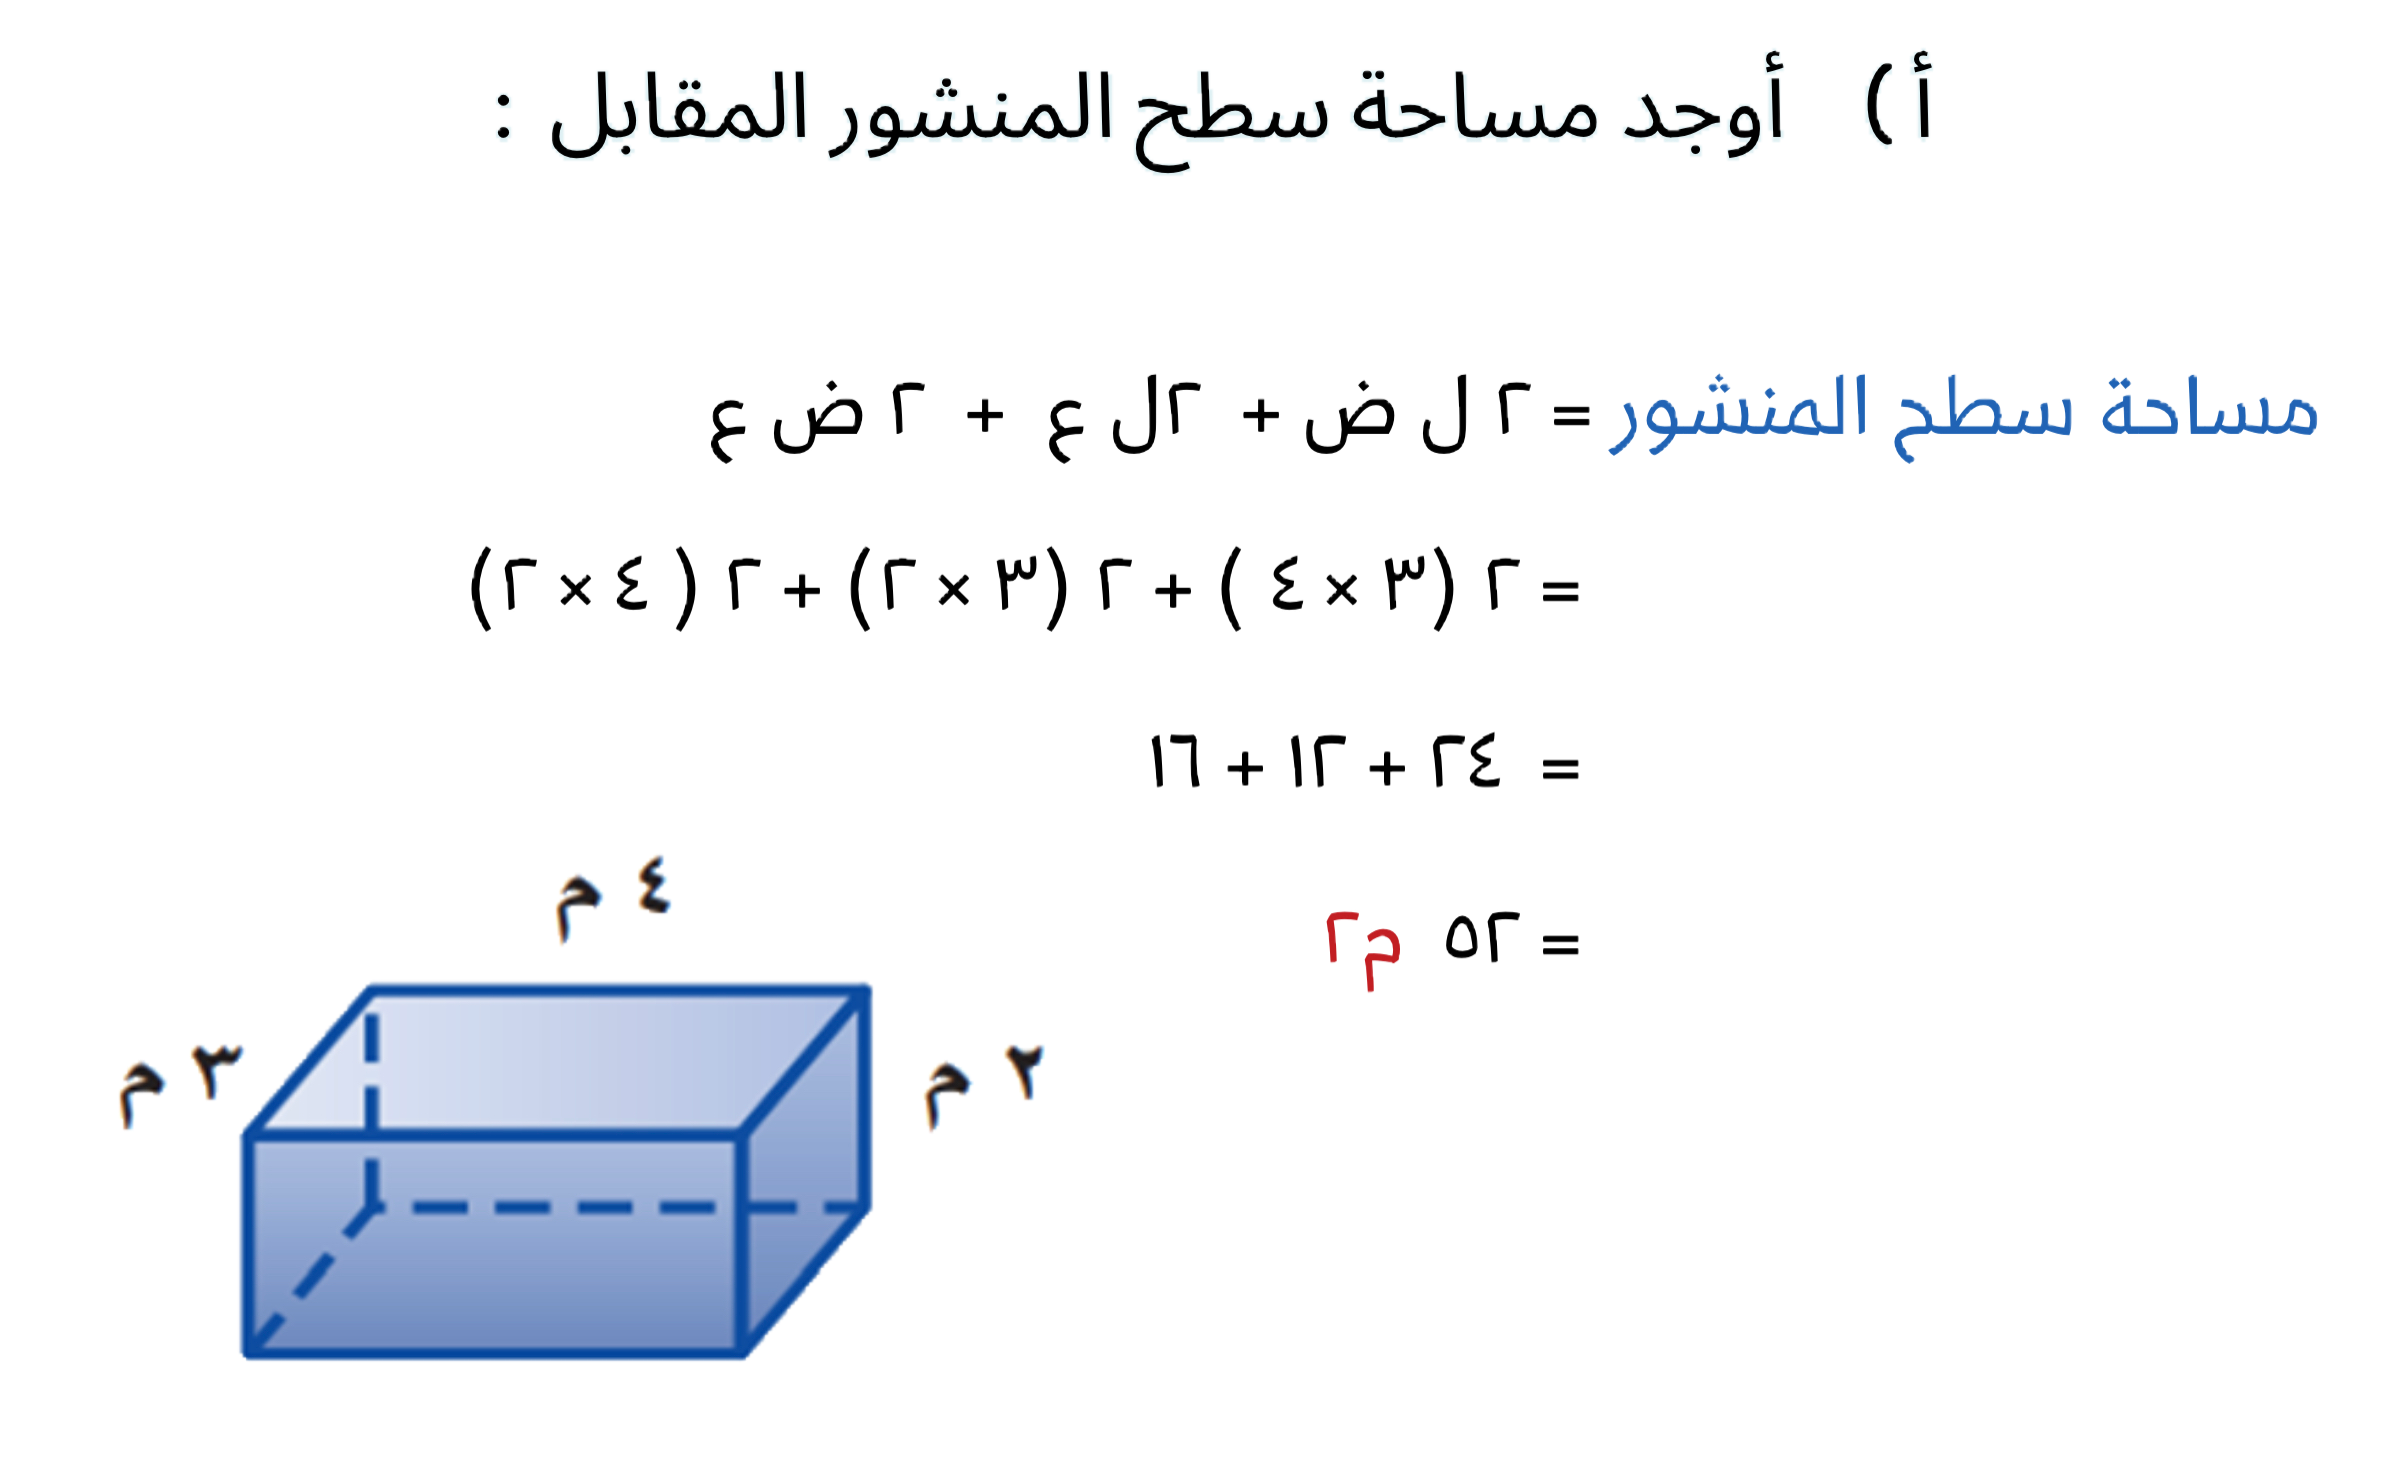 أ ) أوجد مساحة سطح المنشور المقابل :
مساحة سطح المنشور = ٢ ل ض + ٢ل ع + ٢ ض ع
= ٢ (٣ × ٤ ) + ٢ (٣ × ٢) + ٢ ( ٤ × ٢)
= ٢٤ + ١٢ + ١٦
= ٥٢ م٢
٤ م
٣ م
٢ م